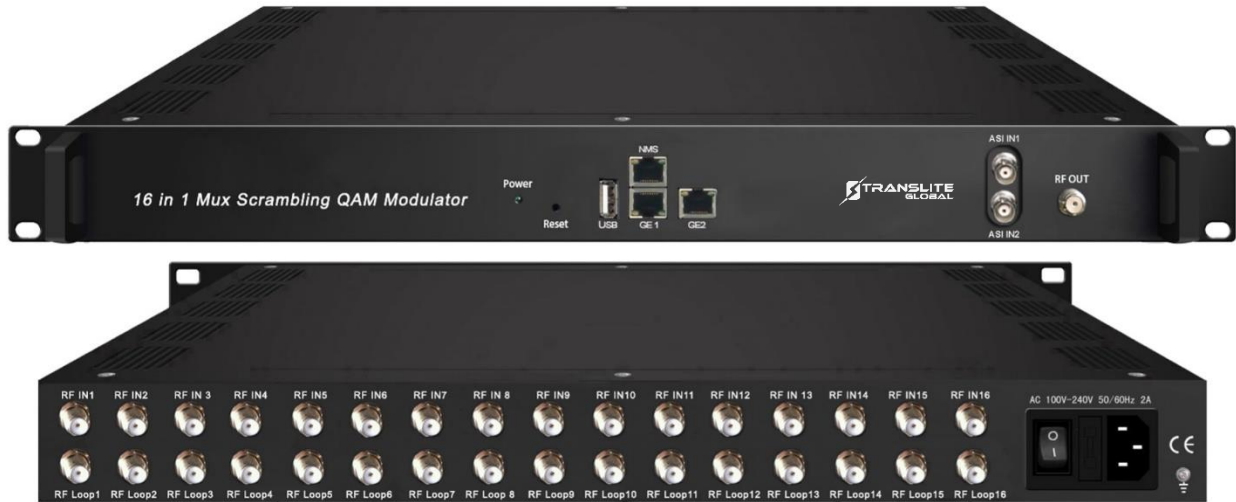 ASI IN1
NMS
Power
TRANSLITE
GLOBAL
RF OUT
16 in 1 Mux Scrambling QAM Modulator
Reset
USB
GE 1
GE2
ASI IN2
RF IN1 RF IN2 RF IN 3 RF IN4 RF IN5 RF IN6 RF IN7 RF IN 8 RF IN9 RF IN10 RF IN11 RF IN12 RF IN 13 RF IN14 RF IN15 RF IN16
AC 100V-240V 50/60Hz 2A
O
I
CE
RF Loop1 RF Loop2 RF Loop3 RF Loop4 RF Loop5 RF Loop6 RF Loop7 RF Loop 8 RF Loop9 RF Loop10 RF Loop11 RF Loop12 RF Loop13 RF Loop14 RF Loop15 RF Loop16